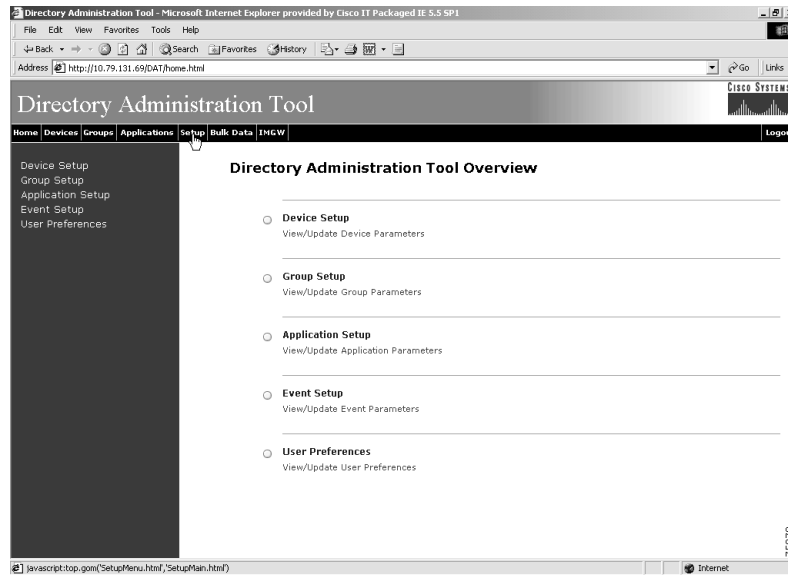 Directory Administration Tool - Microsoft Internet Explorer provided by Cisco IT Packaged IE 5.5 SP1
File Edit View Favorites Tools Help
Back Search Favorites History
Address http://10.79.131.69/DAT/home.html Go Links
Directory Administration Tool
CISCO SYSTEMS
Home Devices Groups Applications Setup Bulk Data IMGW Logou
Device Setup
Group Setup
Application Setup
Event Setup
User Preferences
Directory Administration Tool Overview
Device Setup
View/Update Device Parameters
Group Setup
View/Update Group Parameters
Application Setup
View/Update Application Parameters
Event Setup
View/Update Event Parameters
User Preferences
View/Update User Preferences
javascript:top.gom('SetupMenu.html','SetupMain.html') Internet